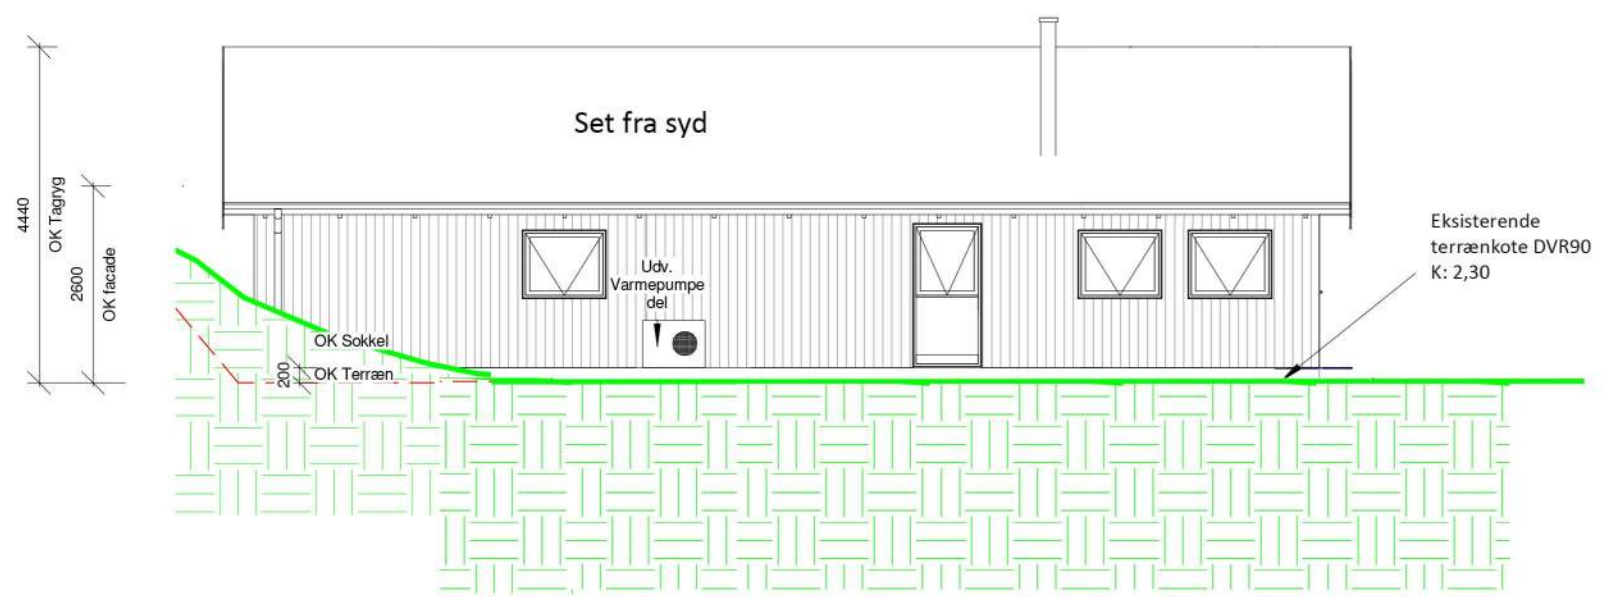 Set fra syd
4440
OK Tagryg
2600
OK facade
Udv.
Varmepumpe
del
Eksisterende
terrænkote DVR90
K: 2,30
OK Sokkel
200
OK Terræn